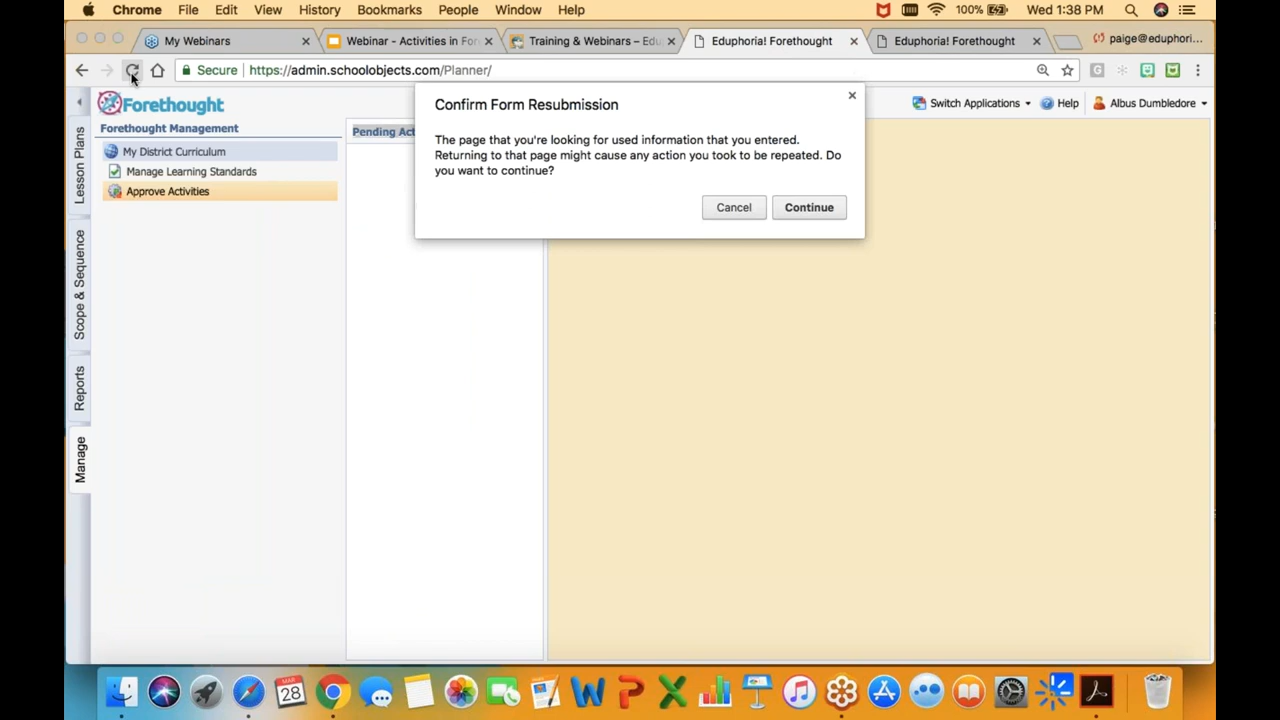 Chrome File Edit View History Bookmarks People Window Help 100% Wed 1:38 PM
My Webinars Webinar - Activities in For Training & Webinars – Edu Eduphoria! Forethought Eduphoria! Forethought paige@eduphori...
Secure https://admin.schoolobjects.com/Planner/
Forethought Switch Applications Help Albus Dumbledore
Forethought Management
My District Curriculum
Manage Learning Standards
Approve Activities
Lesson Plans
Scope & Sequence
Reports
Manage
Pending Act
Confirm Form Resubmission
The page that you're looking for used information that you entered.
Returning to that page might cause any action you took to be repeated. Do
you want to continue?
Cancel Continue
MAR
28